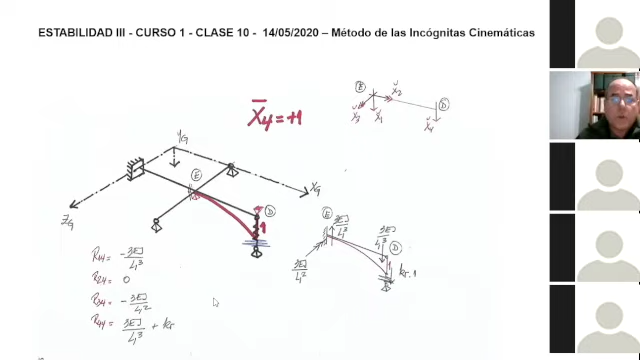 ESTABILIDAD III - CURSO 1 - CLASE 10 - 14/05/2020 – Método de las Incógnitas Cinemáticas
X̄4 = +1
E
X2
D
X3
X1
X4
YG
E
XG
ZG
D
1
E
3EJ/L³
3EJ/L³
D
3EJ/L²
kr.1
R14 = -3EJ/L³
R24 = 0
R34 = -3EJ/L²
R44 = 3EJ/L³ + kr